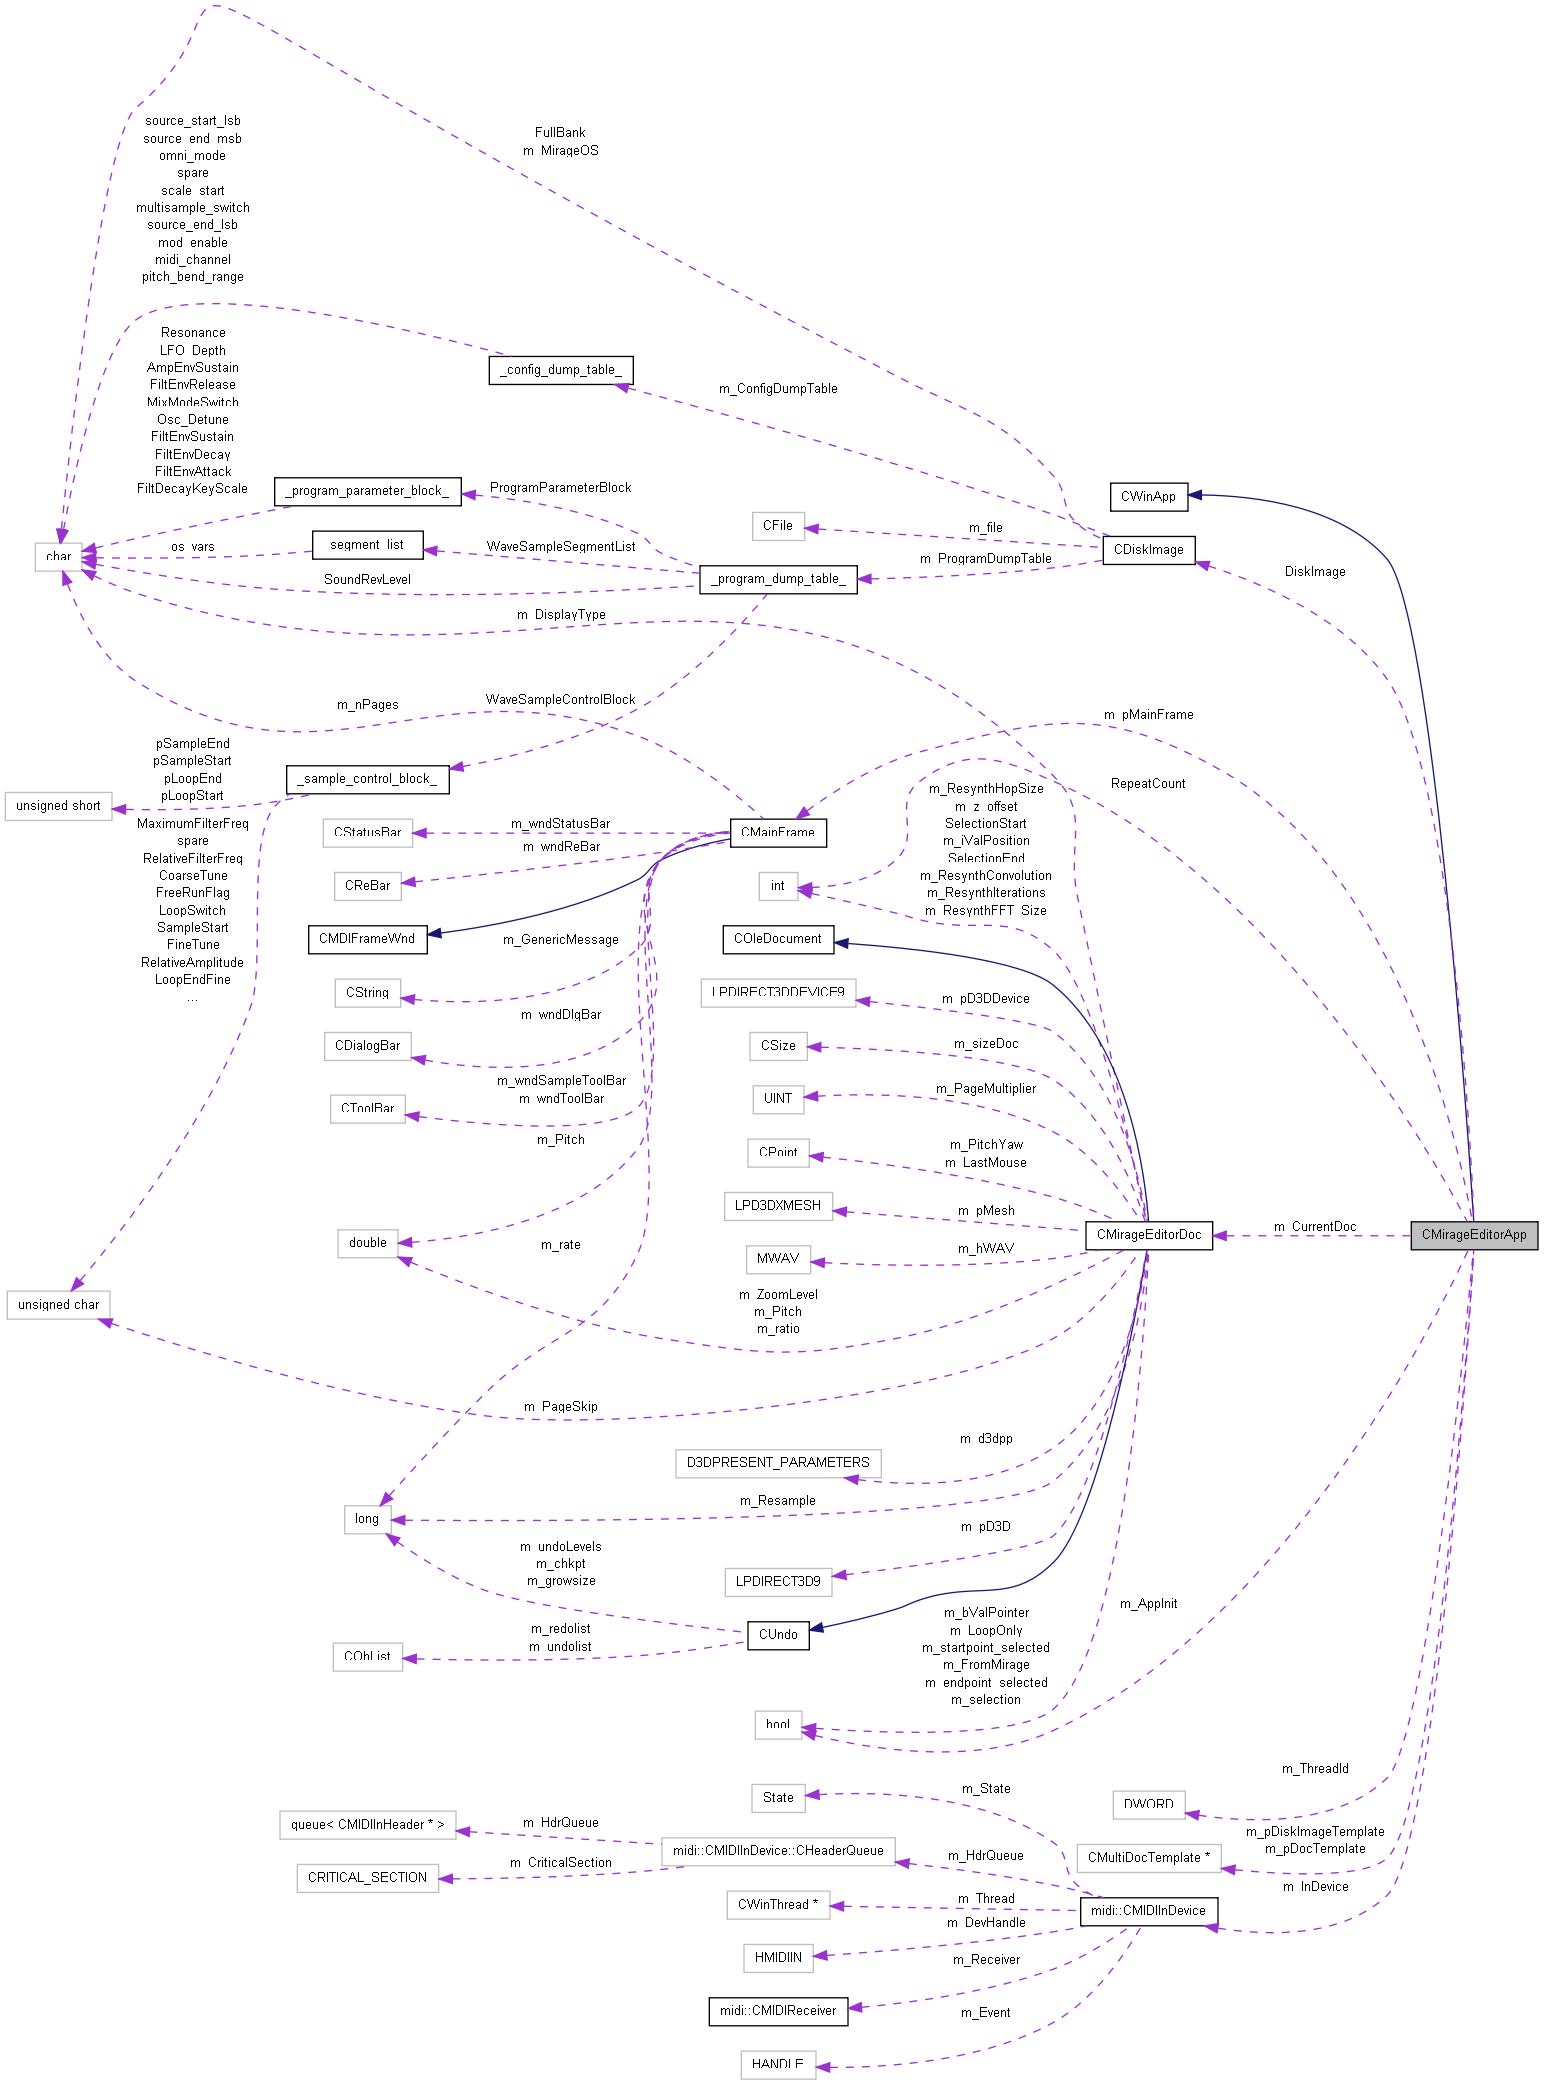 FullBank
m_MirageOS
source_start_lsb
source_end_msb
omni_mode
spare
scale_start
multisample_switch
source_end_lsb
mod_enable
midi_channel
pitch_bend_range
Resonance
LFO_Depth
AmpEnvSustain
FiltEnvRelease
MixModeSwitch
Osc_Detune
FiltEnvSustain
FiltEnvDecay
FiltEnvAttack
FiltDecayKeyScale
_config_dump_table_
m_ConfigDumpTable
_program_parameter_block_
ProgramParameterBlock
CWinApp
CFile
m_file
CDiskImage
char
os_vars
segment_list
WaveSampleSegmentList
m_ProgramDumpTable
DiskImage
SoundRevLevel
_program_dump_table_
m_DisplayType
m_nPages
WaveSampleControlBlock
m_pMainFrame
pSampleEnd
pSampleStart
pLoopEnd
pLoopStart
_sample_control_block_
unsigned short
RepeatCount
MaximumFilterFreq
spare
RelativeFilterFreq
CoarseTune
FreeRunFlag
LoopSwitch
SampleStart
FineTune
RelativeAmplitude
LoopEndFine
...
CStatusBar
m_wndStatusBar
CMainFrame
m_wndReBar
CReBar
int
m_ResynthHopSize
m_z_offset
SelectionStart
m_iValPosition
SelectionEnd
m_ResynthConvolution
m_ResynthIterations
m_ResynthFFT_Size
CMDIFrameWnd
m_GenericMessage
COleDocument
CString
LPDIRECT3DDEVICE9
m_pD3DDevice
m_wndDlgBar
CDialogBar
CSize
m_sizeDoc
m_wndSampleToolBar
m_wndToolBar
CToolBar
UINT
m_PageMultiplier
m_Pitch
CPoint
m_PitchYaw
m_LastMouse
LPD3DXMESH
m_pMesh
double
m_rate
MWAV
m_hWAV
CMirageEditorDoc
m_CurrentDoc
CMirageEditorApp
unsigned char
m_ZoomLevel
m_Pitch
m_ratio
m_PageSkip
D3DPRESENT_PARAMETERS
m_d3dpp
long
m_Resample
m_undoLevels
m_chkpt
m_growsize
LPDIRECT3D9
m_pD3D
m_redolist
m_undolist
CObList
CUndo
m_AppInit
m_bValPointer
m_LoopOnly
m_startpoint_selected
m_FromMirage
m_endpoint_selected
m_selection
bool
m_ThreadId
State
m_State
DWORD
queue< CMIDIInHeader * >
m_HdrQueue
midi::CMIDIInDevice::CHeaderQueue
m_HdrQueue
m_pDiskImageTemplate
m_pDocTemplate
CMultiDocTemplate *
CRITICAL_SECTION
m_CriticalSection
m_InDevice
CWinThread *
m_Thread
midi::CMIDIInDevice
m_DevHandle
HMIDIIN
m_Receiver
midi::CMIDIReceiver
m_Event
HANDLE